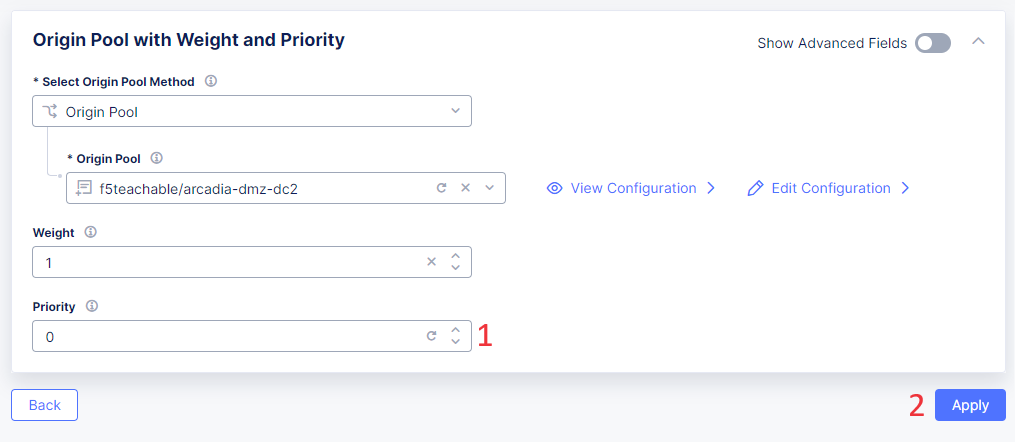 Origin Pool with Weight and Priority
Show Advanced Fields
* Select Origin Pool Method
Origin Pool
* Origin Pool
f5teachable/arcadia-dmz-dc2
View Configuration
Edit Configuration
Weight
1
Priority
0
1
Back
2
Apply